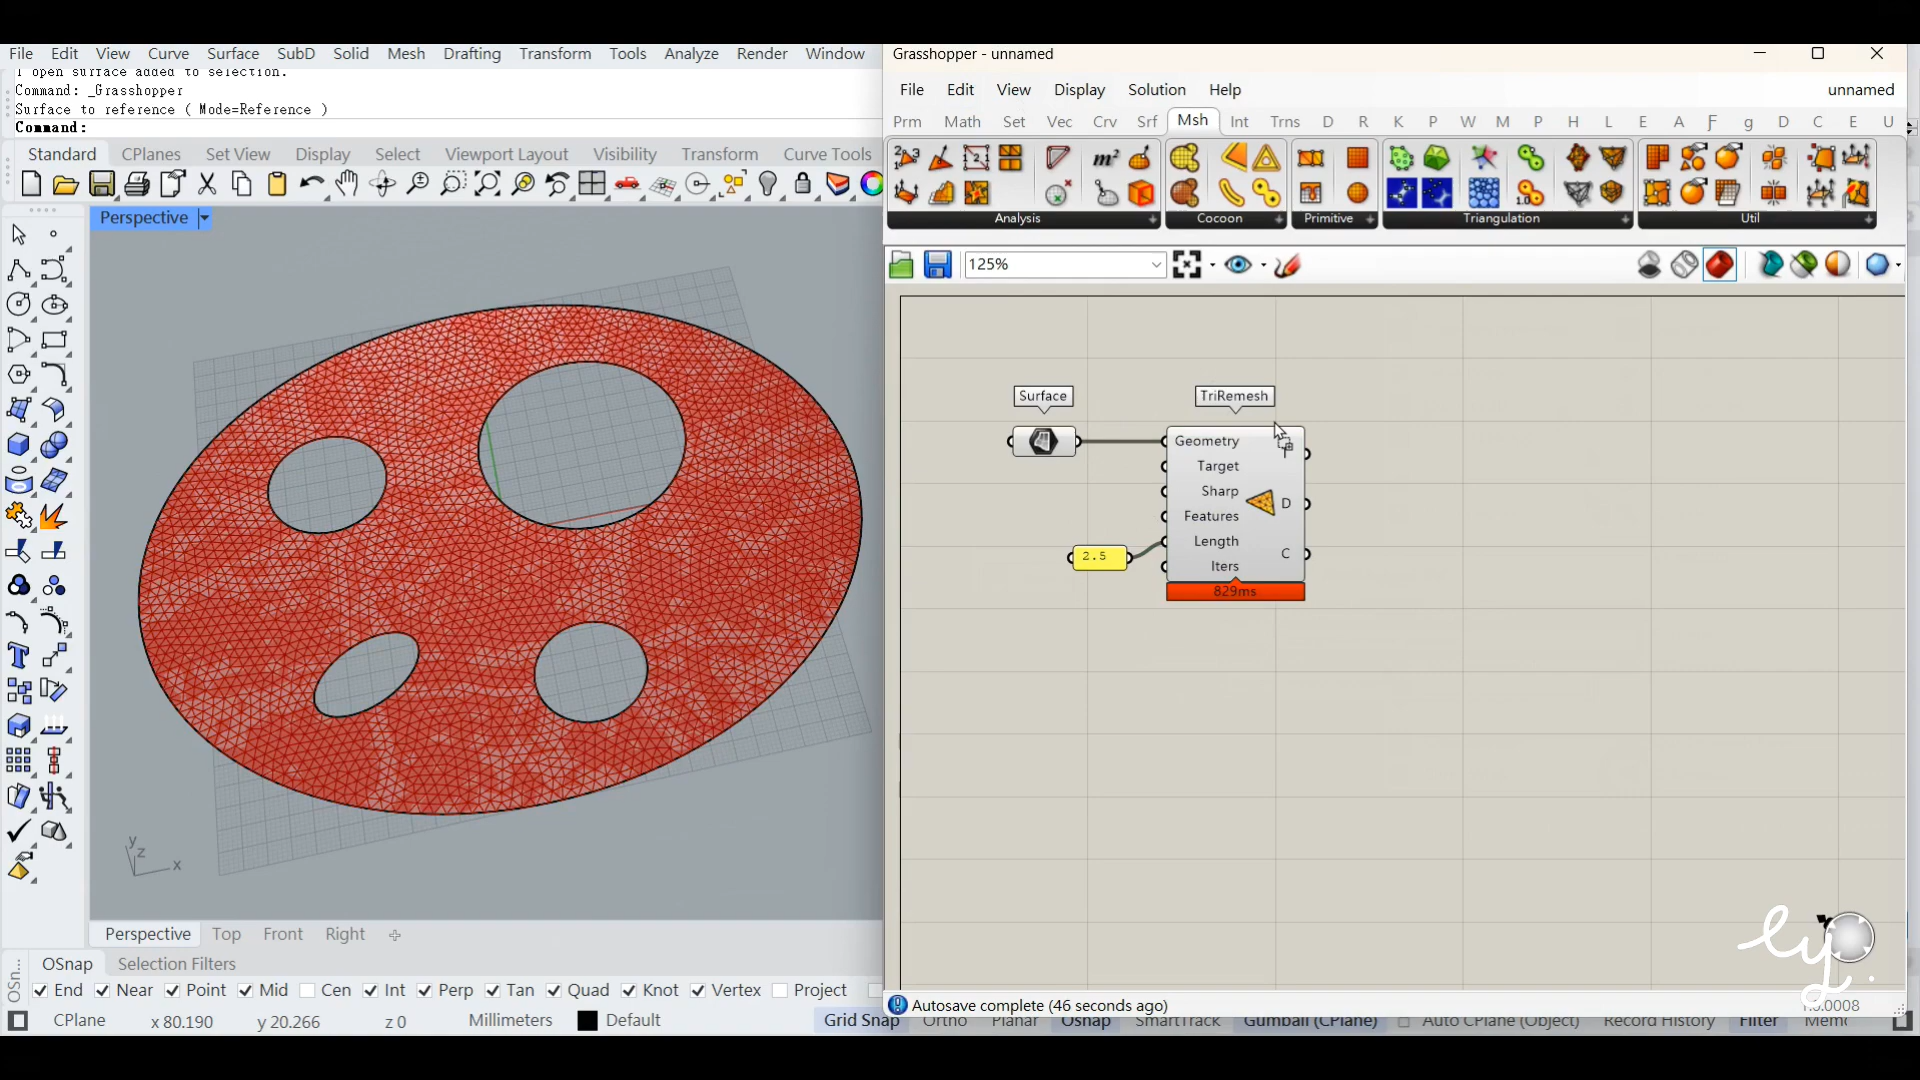 File Edit View Curve Surface SubD Solid Mesh Drafting Transform Tools Analyze Render Window
1 open surface added to selection.
Command: _Grasshopper
Surface to reference ( Mode=Reference )
Command:
Standard CPlanes Set View Display Select Viewport Layout Visibility Transform Curve Tools
Perspective
y
z
x
Perspective Top Front Right
OSnap Selection Filters
OSn...
End Near Point Mid Cen Int Perp Tan Quad Knot Vertex Project
CPlane x 80.190 y 20.266 z 0 Millimeters Default Grid Snap Ortho Planar Osnap SmartTrack Gumball (CPlane) Auto CPlane (Object) Record History Filter
Grasshopper - unnamed
File Edit View Display Solution Help unnamed
Prm Math Set Vec Crv Srf Msh Int Trns D R K P W M P H L E A F g D C E U
Analysis Cocoon Primitive Triangulation Util
125%
Surface
TriRemesh
Geometry
Target
Sharp
Features
Length
Iters
D
C
2.5
829ms
Autosave complete (46 seconds ago)
ly..